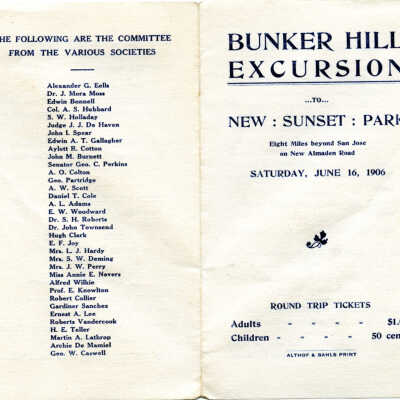 HE FOLLOWING ARE THE COMMITTEE
FROM THE VARIOUS SOCIETIES
Alexander G. Eells
Dr. J. Mora Moss
Edwin Bonnell
Col. A. S. Hubbard
S. W. Holladay
Judge J. J. De Haven
John I. Spear
Edwin A. T. Gallagher
Aylott R. Cotton
John M. Burnett
Senator Geo. C. Perkins
A. O. Colton
Geo. Partridge
A. W. Scott
Daniel T. Cole
A. L. Adams
E. W. Woodward
Dr. S. H. Roberts
Dr. John Townsend
Hugh Clark
E. F. Joy
Mrs. L. J. Hardy
Mrs. S. W. Deming
Mrs. J. W. Perry
Miss Annie E. Nevers
Alfred Wilkie
Prof. E. Knowlton
Robert Collier
Gardiner Sanchez
Ernest A. Lee
Roberts Vandercook
H. E. Teller
Martin A. Lathrop
Archie De Mamiel
Geo. W. Caswell
BUNKER HILL
EXCURSION
...TO...
NEW : SUNSET : PARK
Eight Miles beyond San Jose
on New Almaden Road
SATURDAY, JUNE 16, 1906
ROUND TRIP TICKETS
Adults - - - - $1.
Children - - - - 50 cen
ALTHOF & BAHLS PRINT